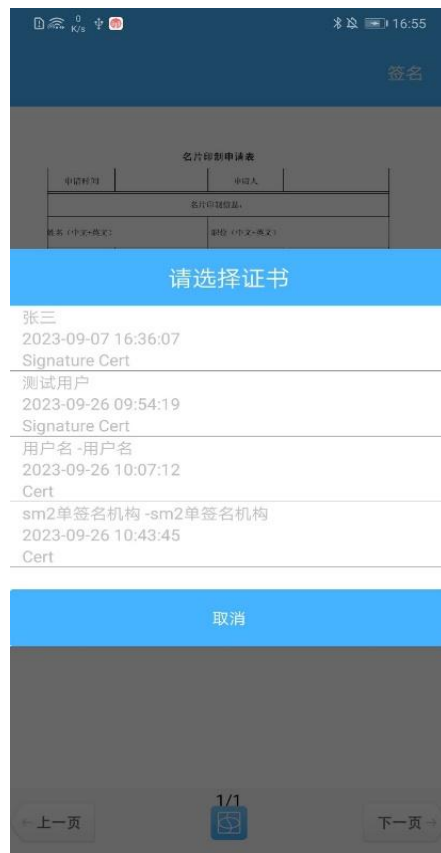 0
K/s
16:55
签名
名片印制申请表
申请时间
申请人
名片印制信息:
姓名(中文+英文):
职位(中文+英文):
请选择证书
张三
2023-09-07 16:36:07
Signature Cert
测试用户
2023-09-26 09:54:19
Signature Cert
用户名 -用户名
2023-09-26 10:07:12
Cert
sm2单签名机构 -sm2单签名机构
2023-09-26 10:43:45
Cert
取消
1/1
←上一页
下一页→